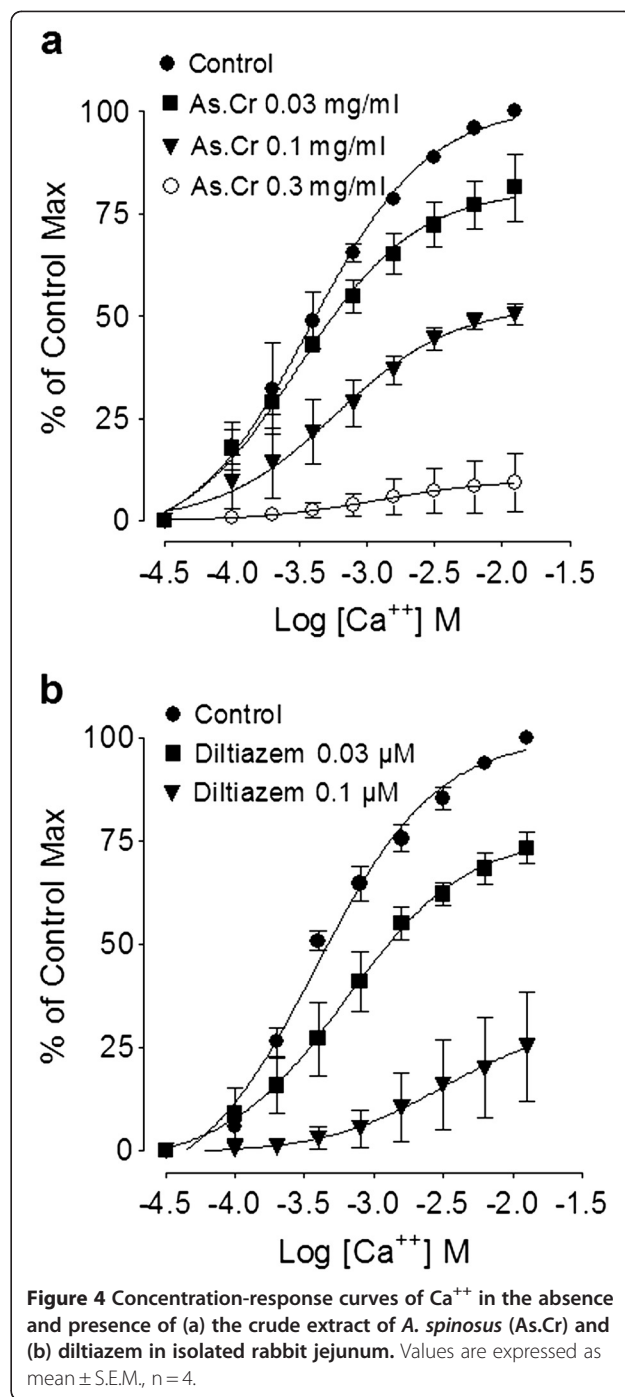 a
Control
As.Cr 0.03 mg/ml
As.Cr 0.1 mg/ml
As.Cr 0.3 mg/ml
100
75
50
25
0
% of Control Max
-4.5 -4.0 -3.5 -3.0 -2.5 -2.0 -1.5
Log [Ca⁺⁺] M
b
Control
Diltiazem 0.03 µM
Diltiazem 0.1 µM
100
75
50
25
0
% of Control Max
-4.5 -4.0 -3.5 -3.0 -2.5 -2.0 -1.5
Log [Ca⁺⁺] M
Figure 4 Concentration-response curves of Ca⁺⁺ in the absence
and presence of (a) the crude extract of A. spinosus (As.Cr) and
(b) diltiazem in isolated rabbit jejunum. Values are expressed as
mean ± S.E.M., n = 4.